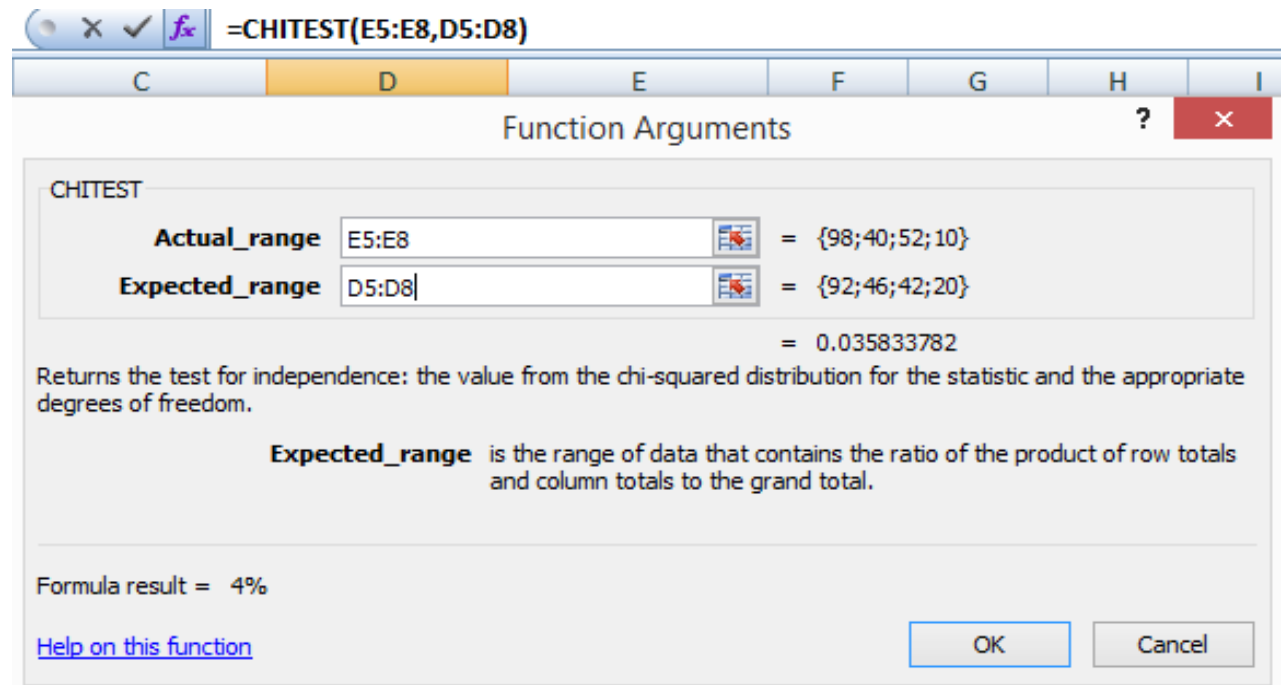 fx =CHITEST(E5:E8,D5:D8)
C D E F G H I
Function Arguments ? ×
CHITEST
Actual_range E5:E8 = {98;40;52;10}
Expected_range D5:D8 = {92;46;42;20}
= 0.035833782
Returns the test for independence: the value from the chi-squared distribution for the statistic and the appropriate
degrees of freedom.
Expected_range is the range of data that contains the ratio of the product of row totals
and column totals to the grand total.
Formula result = 4%
Help on this function OK Cancel